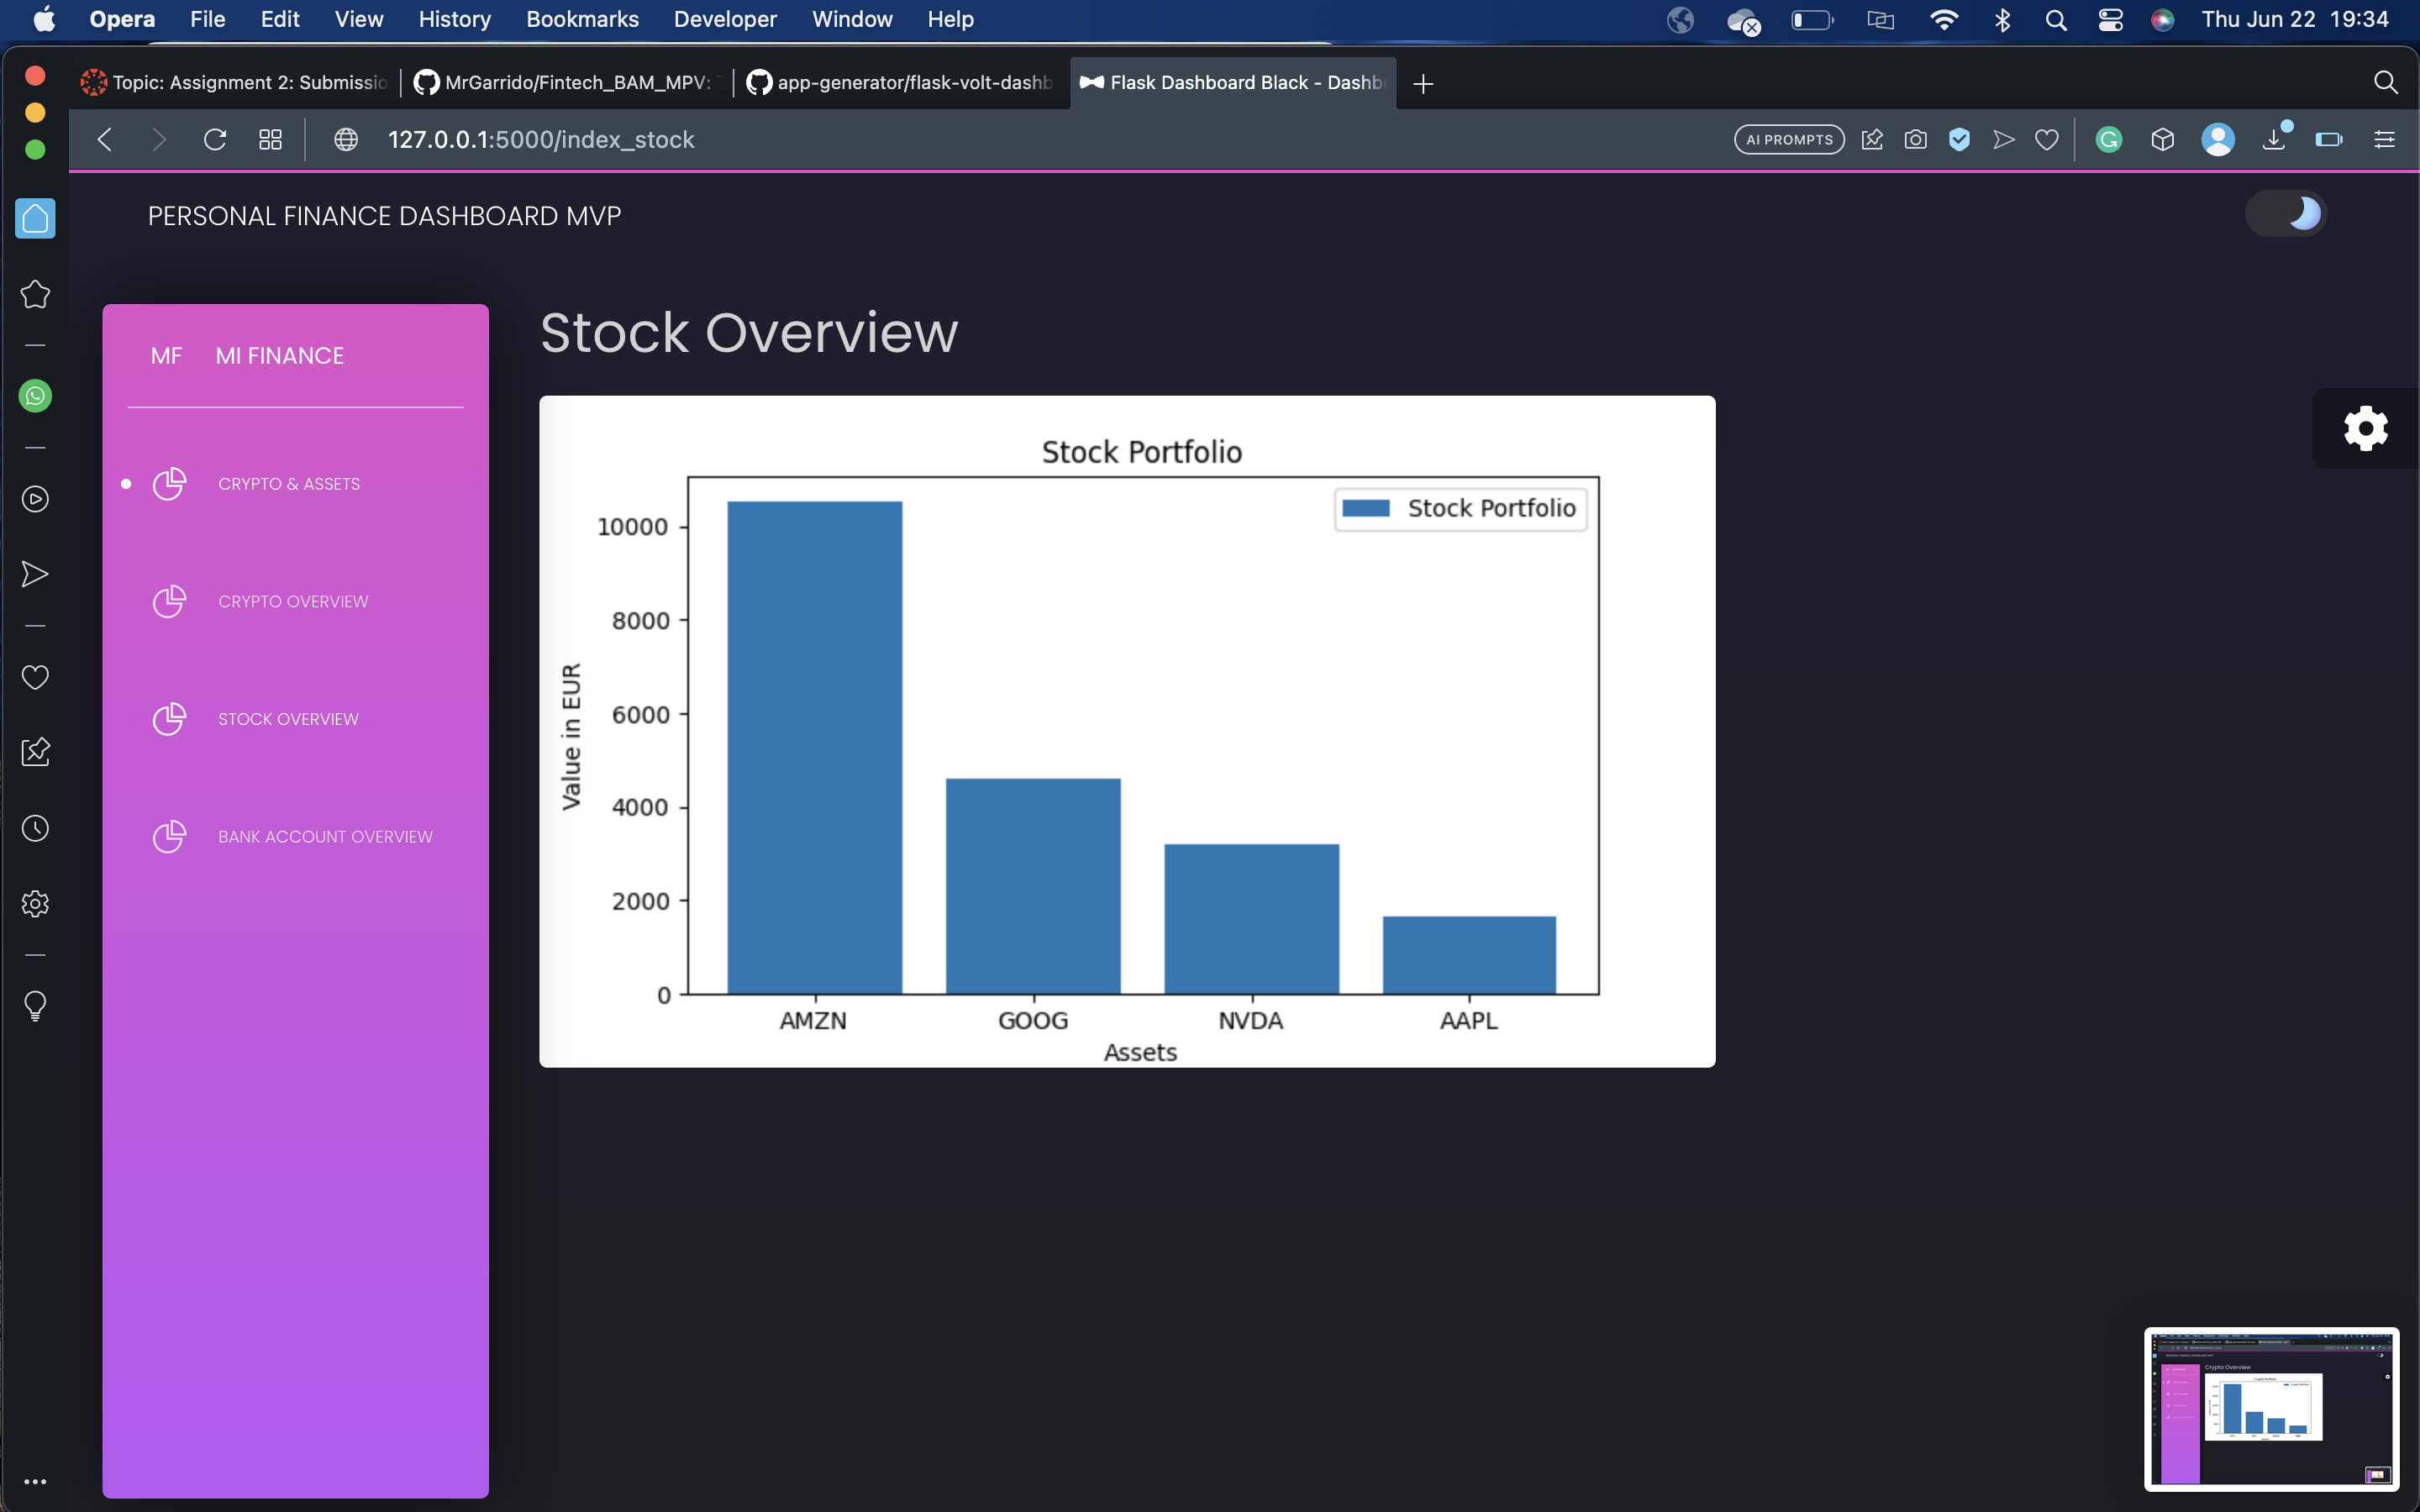 Opera File Edit View History Bookmarks Developer Window Help Thu Jun 22 19:34
Topic: Assignment 2: Submissio MrGarrido/Fintech_BAM_MPV: app-generator/flask-volt-dashb Flask Dashboard Black - Dashb
127.0.0.1:5000/index_stock AI PROMPTS
PERSONAL FINANCE DASHBOARD MVP
MF MI FINANCE
CRYPTO & ASSETS
CRYPTO OVERVIEW
STOCK OVERVIEW
BANK ACCOUNT OVERVIEW
Stock Overview
Stock Portfolio
Stock Portfolio
Value in EUR
10000
8000
6000
4000
2000
0
AMZN GOOG NVDA AAPL
Assets
Crypto Overview